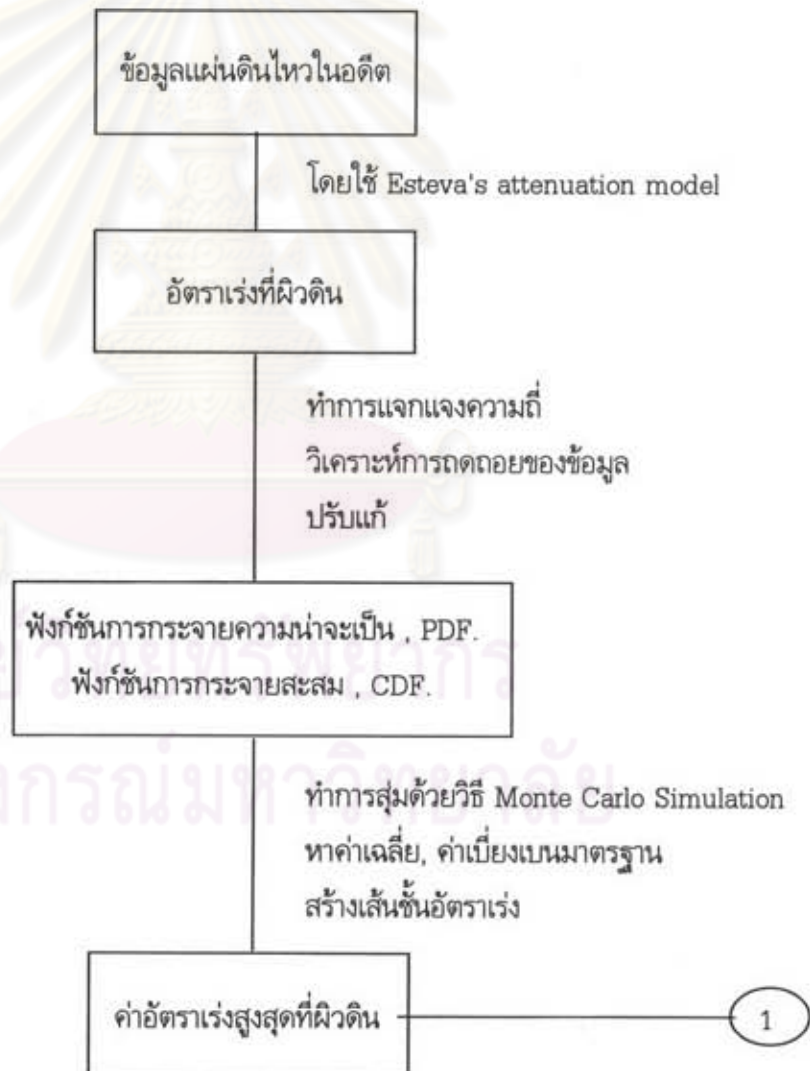 ข้อมูลแผ่นดินไหวในอดีต
โดยใช้ Esteva's attenuation model
อัตราเร่งที่ผิวดิน
ทำการแจกแจงความถี่
วิเคราะห์การถดถอยของข้อมูล
ปรับแก้
ฟังก์ชันการกระจายความน่าจะเป็น , PDF.
ฟังก์ชันการกระจายสะสม , CDF.
ทำการสุ่มด้วยวิธี Monte Carlo Simulation
หาค่าเฉลี่ย, ค่าเบี่ยงเบนมาตรฐาน
สร้างเส้นชั้นอัตราเร่ง
ค่าอัตราเร่งสูงสุดที่ผิวดิน
1